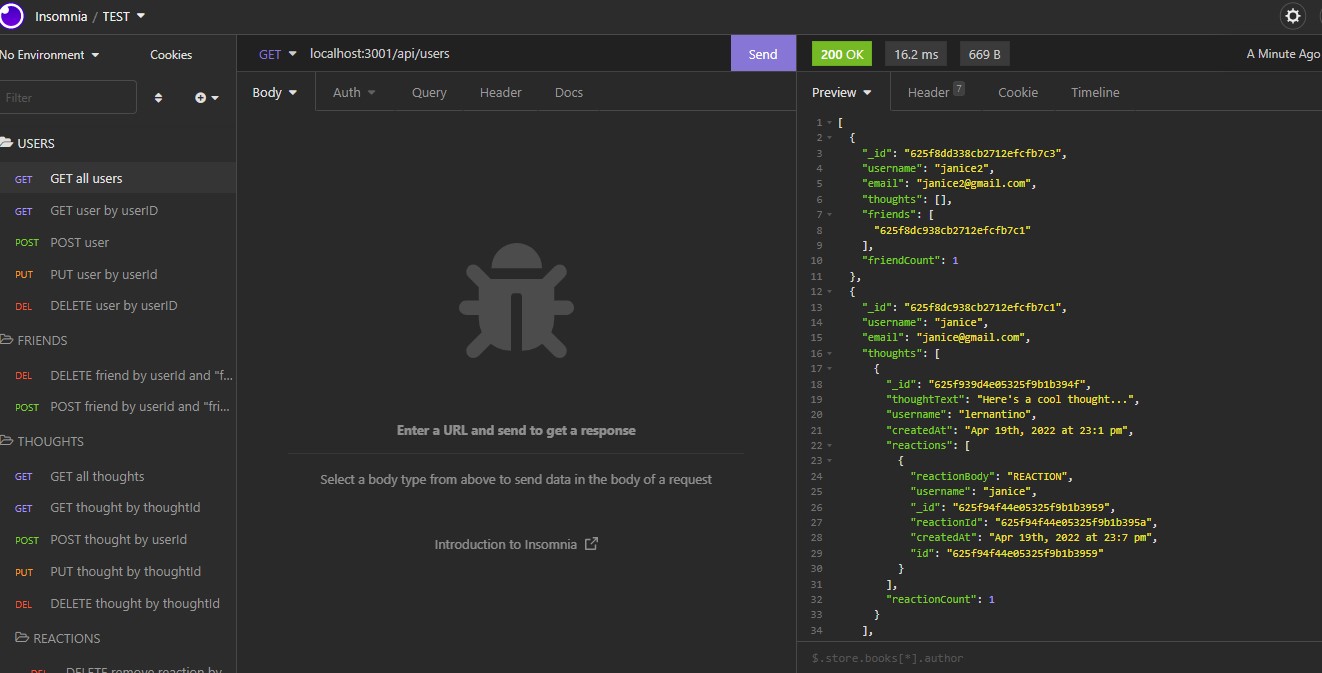 Insomnia / TEST
No Environment
Cookies
Filter
USERS
GET GET all users
GET GET user by userID
POST POST user
PUT PUT user by userId
DEL DELETE user by userID
FRIENDS
DEL DELETE friend by userId and "f...
POST POST friend by userId and "fri...
THOUGHTS
GET GET all thoughts
GET GET thought by thoughtId
POST POST thought by userId
PUT PUT thought by thoughtId
DEL DELETE thought by thoughtId
REACTIONS
DEL DELETE remove reaction by
GET localhost:3001/api/users Send
Body Auth Query Header Docs
Enter a URL and send to get a response
Select a body type from above to send data in the body of a request
Introduction to Insomnia
200 OK 16.2 ms 669 B A Minute Ago
Preview Header 7 Cookie Timeline
1 [
2 {
3 "_id": "625f8dd338cb2712efcfb7c3",
4 "username": "janice2",
5 "email": "janice2@gmail.com",
6 "thoughts": [],
7 "friends": [
8 "625f8dc938cb2712efcfb7c1"
9 ],
10 "friendCount": 1
11 },
12 {
13 "_id": "625f8dc938cb2712efcfb7c1",
14 "username": "janice",
15 "email": "janice@gmail.com",
16 "thoughts": [
17 {
18 "_id": "625f939d4e05325f9b1b394f",
19 "thoughtText": "Here's a cool thought...",
20 "username": "lernantino",
21 "createdAt": "Apr 19th, 2022 at 23:1 pm",
22 "reactions": [
23 {
24 "reactionBody": "REACTION",
25 "username": "janice",
26 "_id": "625f94f44e05325f9b1b3959",
27 "reactionId": "625f94f44e05325f9b1b395a",
28 "createdAt": "Apr 19th, 2022 at 23:7 pm",
29 "id": "625f94f44e05325f9b1b3959"
30 }
31 ],
32 "reactionCount": 1
33 }
34 ],
$.store.books[*].author